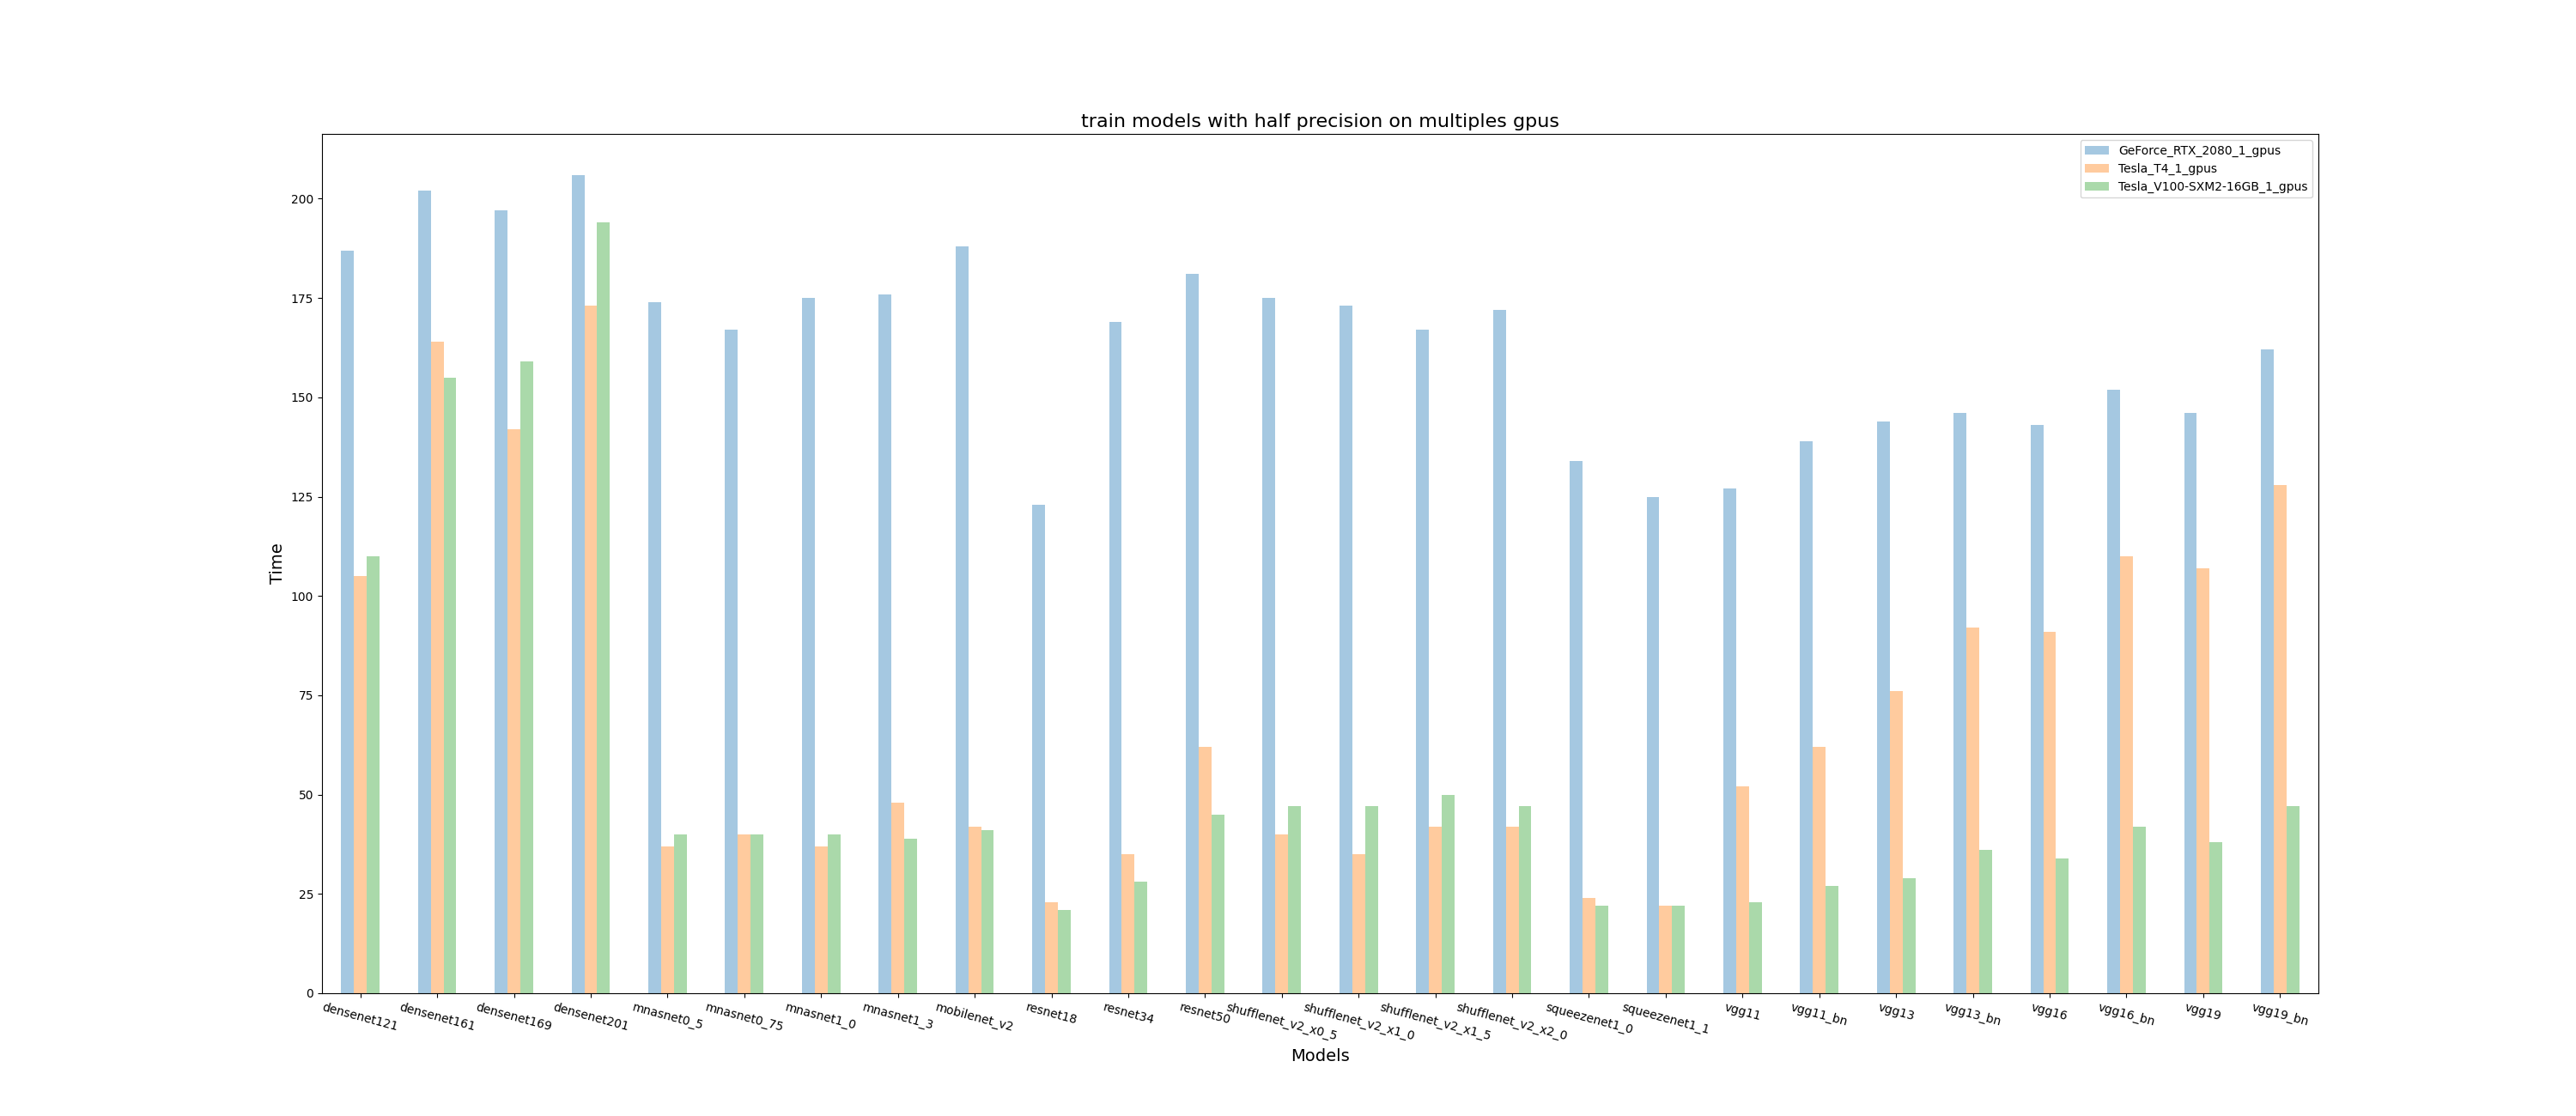 train models with half precision on multiples gpus
GeForce_RTX_2080_1_gpus
Tesla_T4_1_gpus
Tesla_V100-SXM2-16GB_1_gpus
Time
200
175
150
125
100
75
50
25
0
densenet121
densenet161
densenet169
densenet201
mnasnet0_5
mnasnet0_75
mnasnet1_0
mnasnet1_3
mobilenet_v2
resnet18
resnet34
resnet50
shufflenet_v2_x0_5
shufflenet_v2_x1_0
shufflenet_v2_x1_5
shufflenet_v2_x2_0
squeezenet1_0
squeezenet1_1
vgg11
vgg11_bn
vgg13
vgg13_bn
vgg16
vgg16_bn
vgg19
vgg19_bn
Models